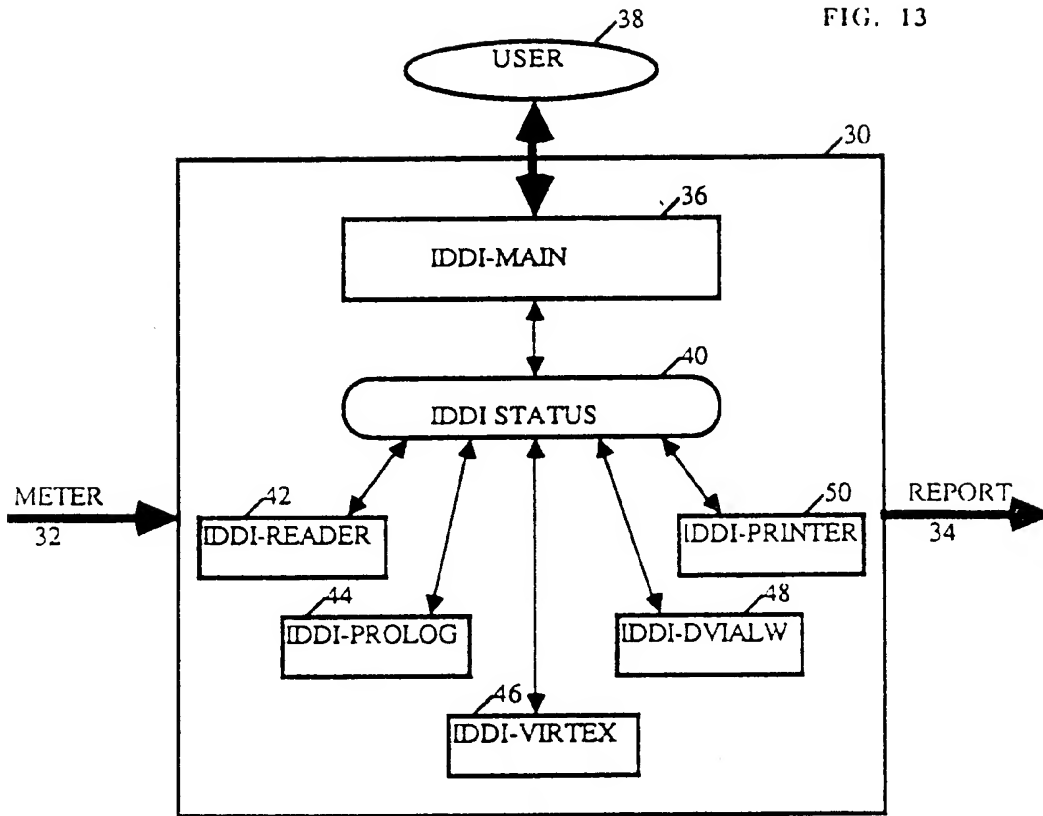 FIG. 13
38
USER
30
36
IDDI-MAIN
40
IDDI STATUS
METER
32
42
IDDI-READER
50
IDDI-PRINTER
REPORT
34
44
IDDI-PROLOG
48
IDDI-DVIALW
46
IDDI-VIRTEX